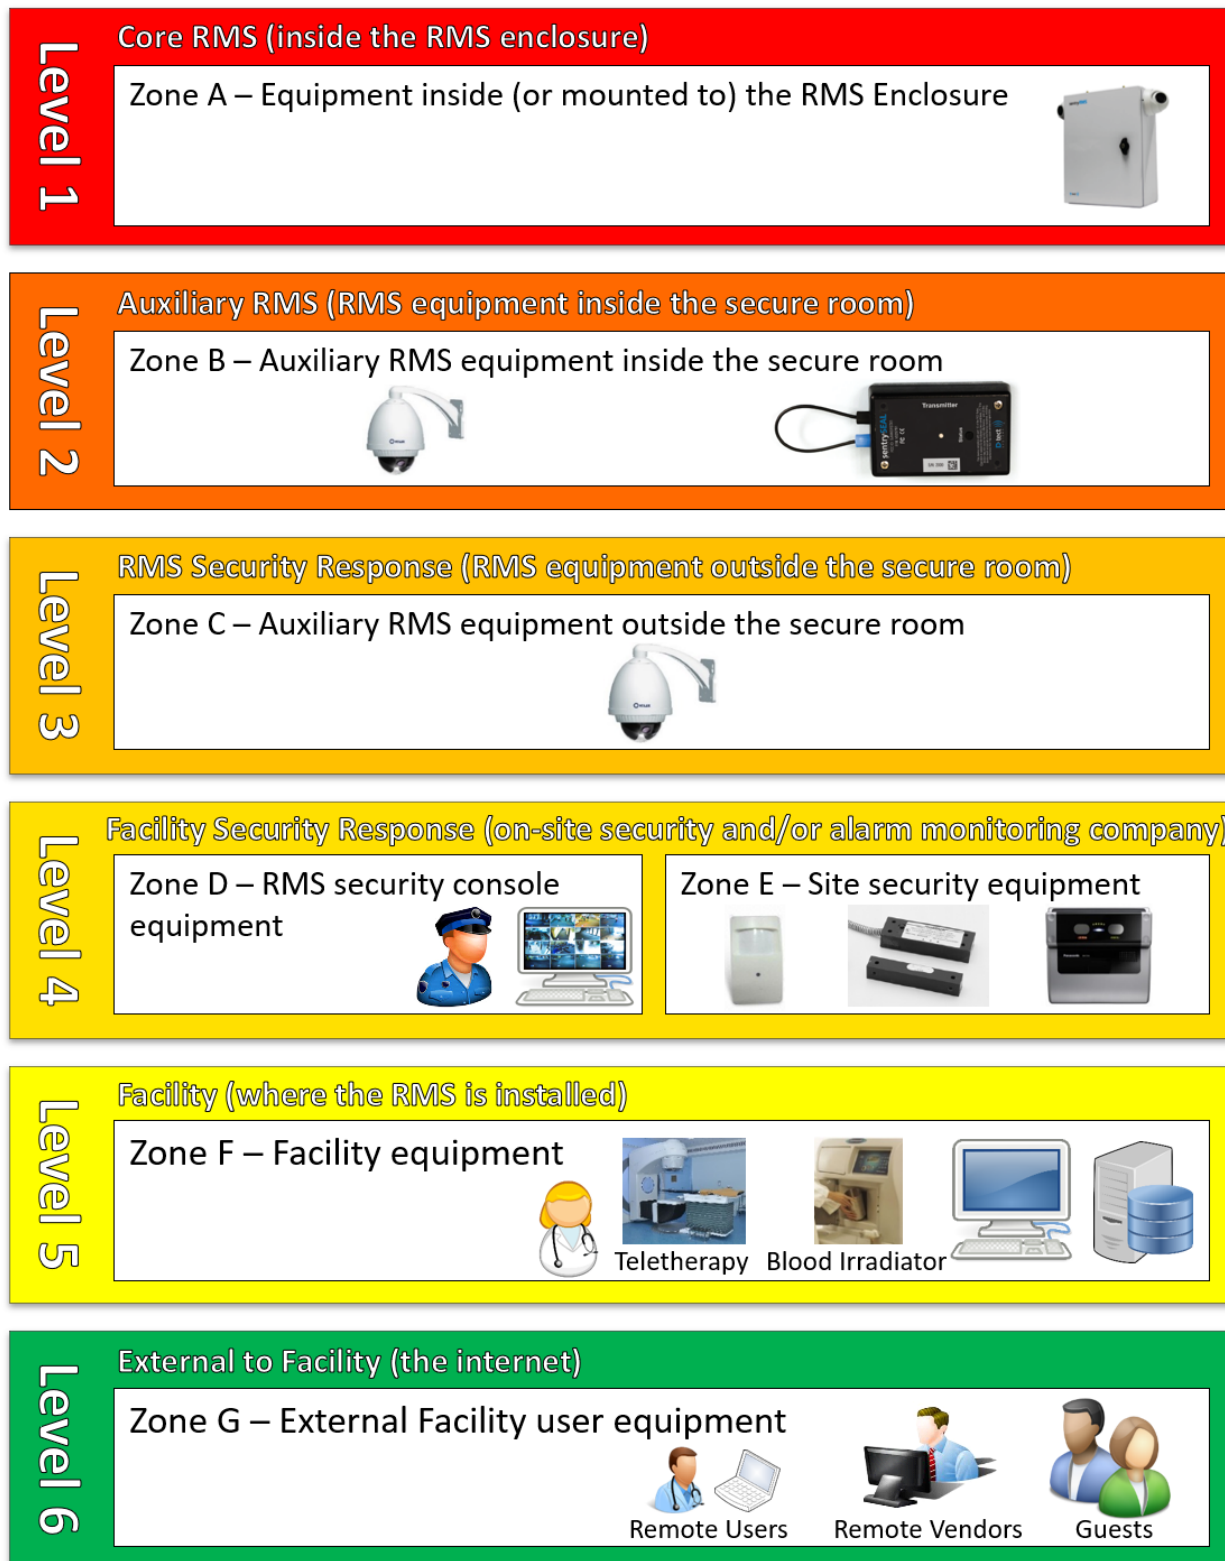 Level 1
Core RMS (inside the RMS enclosure)
Zone A – Equipment inside (or mounted to) the RMS Enclosure
Level 2
Auxiliary RMS (RMS equipment inside the secure room)
Zone B – Auxiliary RMS equipment inside the secure room
Transmitter
sentrySEAL
Status
D-tect
Level 3
RMS Security Response (RMS equipment outside the secure room)
Zone C – Auxiliary RMS equipment outside the secure room
Level 4
Facility Security Response (on-site security and/or alarm monitoring company)
Zone D – RMS security console
equipment
Zone E – Site security equipment
Level 5
Facility (where the RMS is installed)
Zone F – Facility equipment
Teletherapy
Blood Irradiator
Level 6
External to Facility (the internet)
Zone G – External Facility user equipment
Remote Users
Remote Vendors
Guests